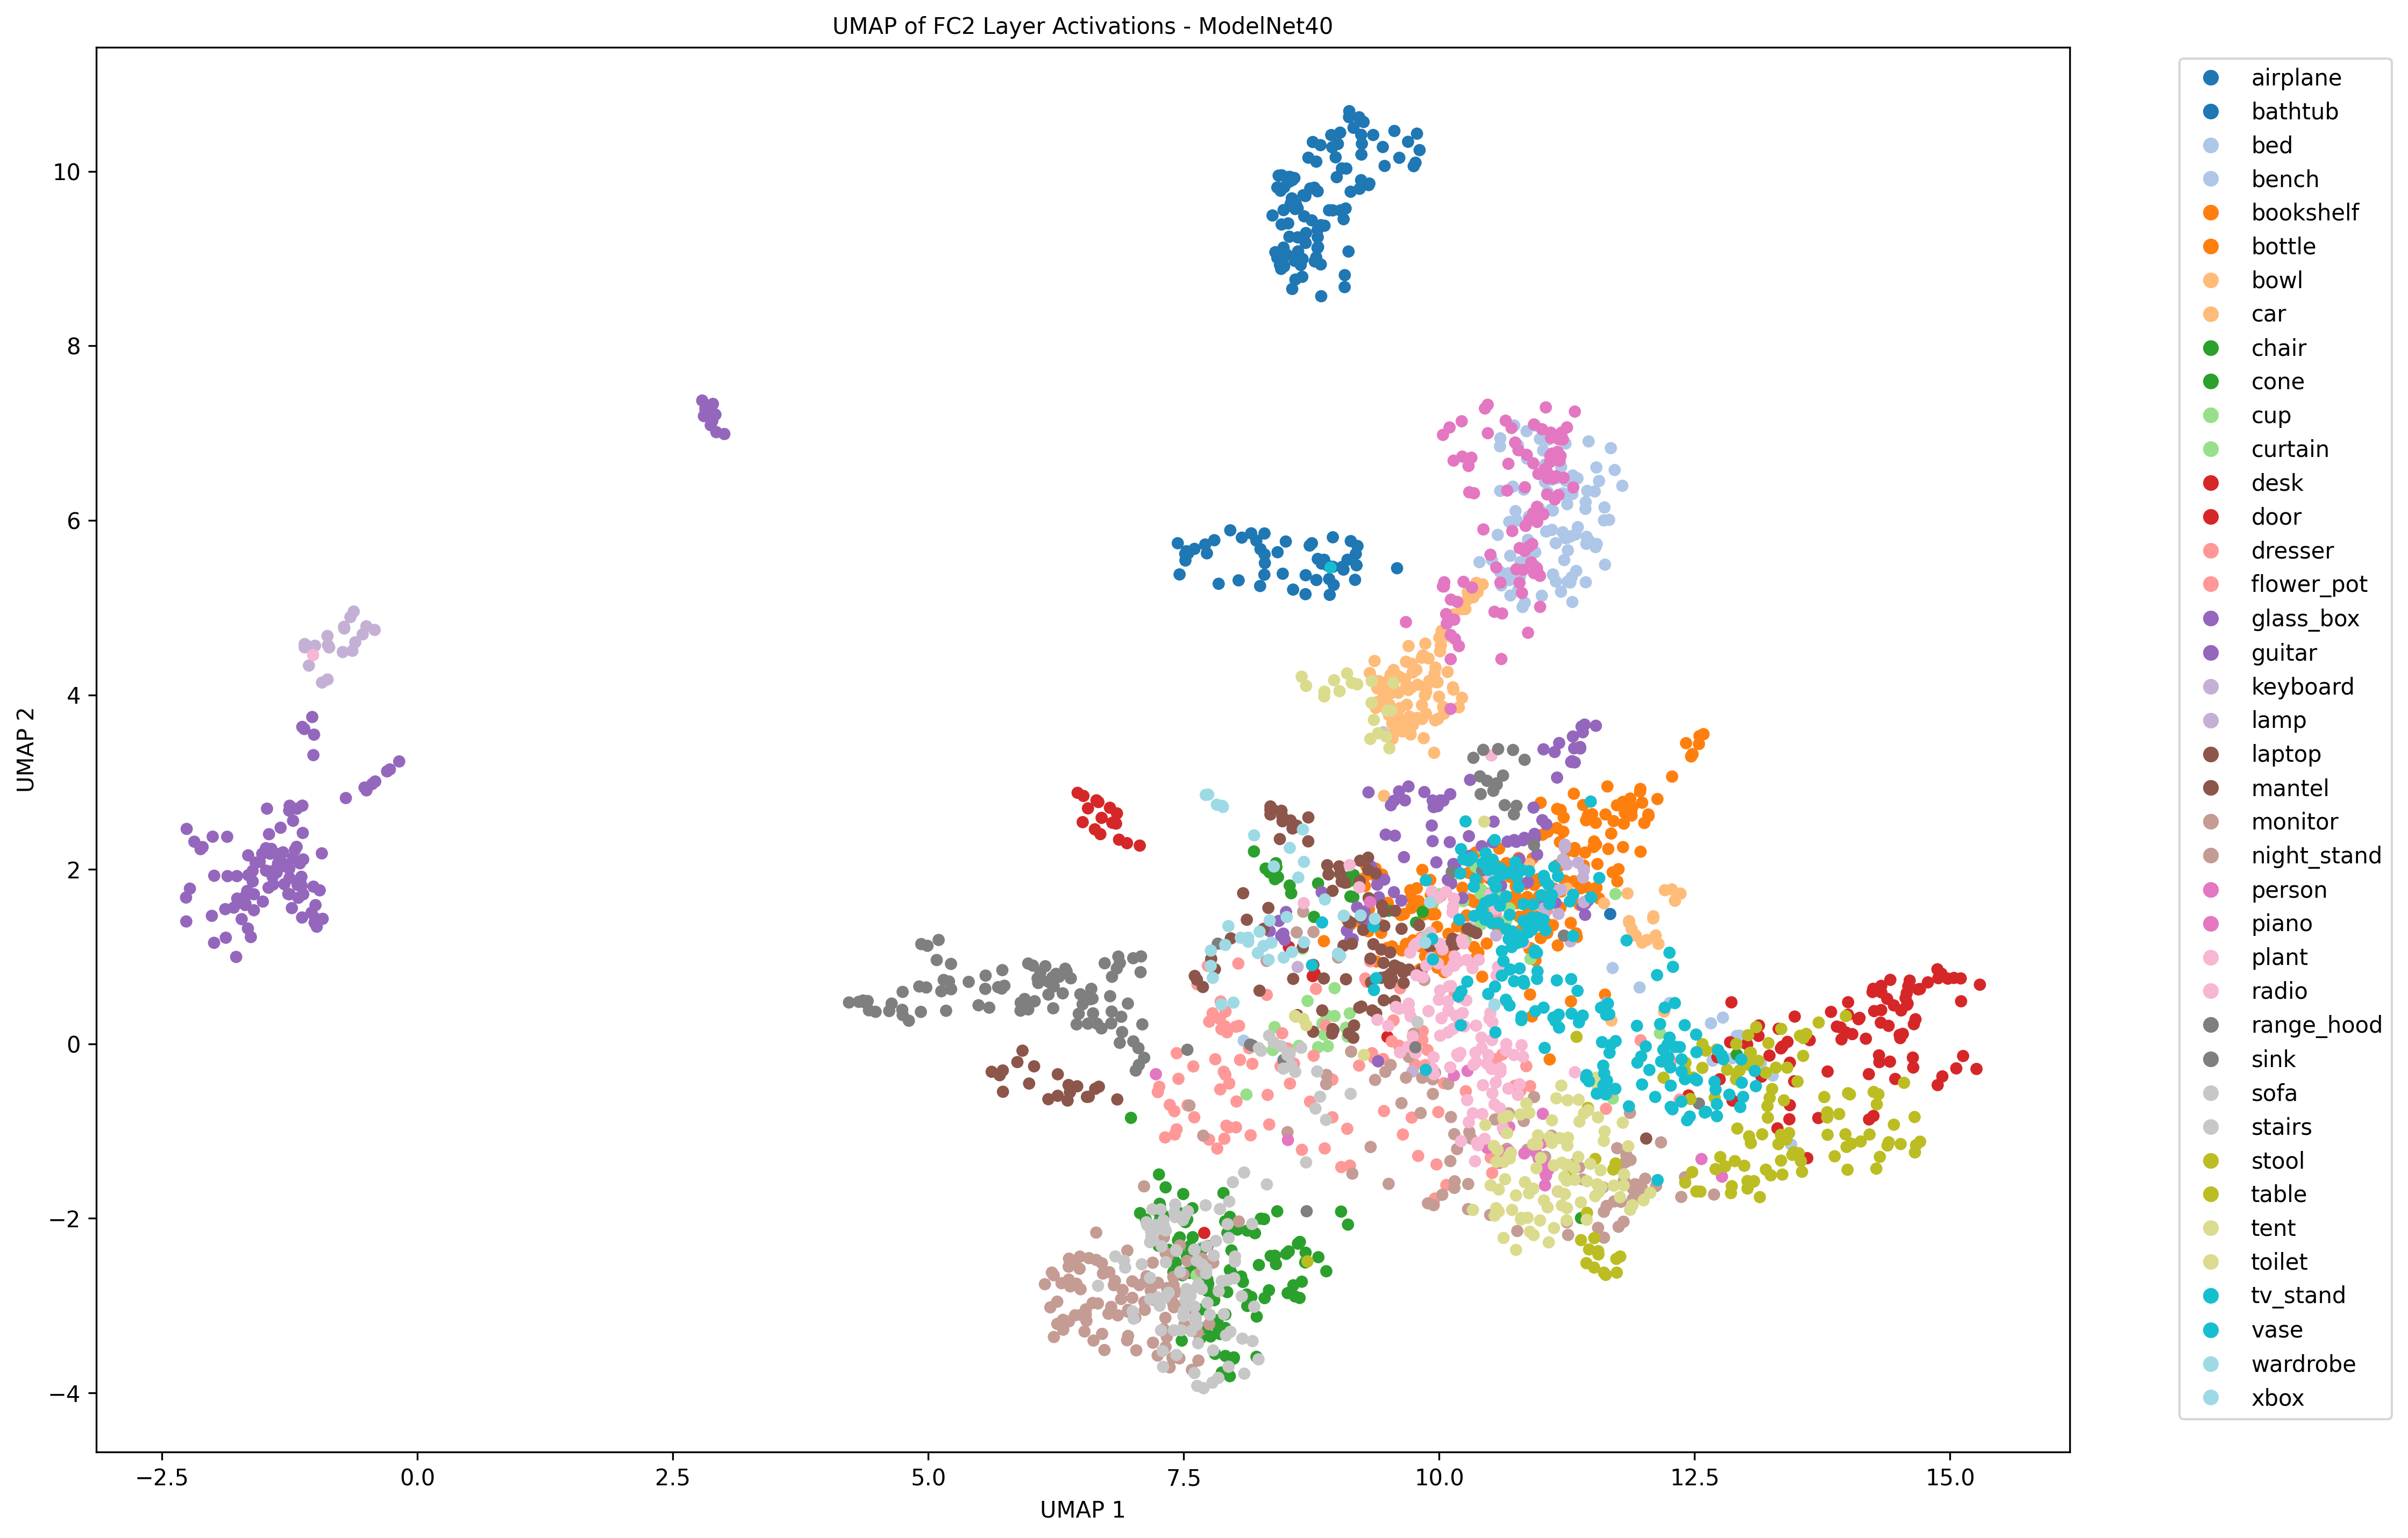 UMAP of FC2 Layer Activations - ModelNet40
10
8
6
4
2
0
−2
−4
UMAP 2
−2.5
0.0
2.5
5.0
7.5
10.0
12.5
15.0
UMAP 1
airplane
bathtub
bed
bench
bookshelf
bottle
bowl
car
chair
cone
cup
curtain
desk
door
dresser
flower_pot
glass_box
guitar
keyboard
lamp
laptop
mantel
monitor
night_stand
person
piano
plant
radio
range_hood
sink
sofa
stairs
stool
table
tent
toilet
tv_stand
vase
wardrobe
xbox